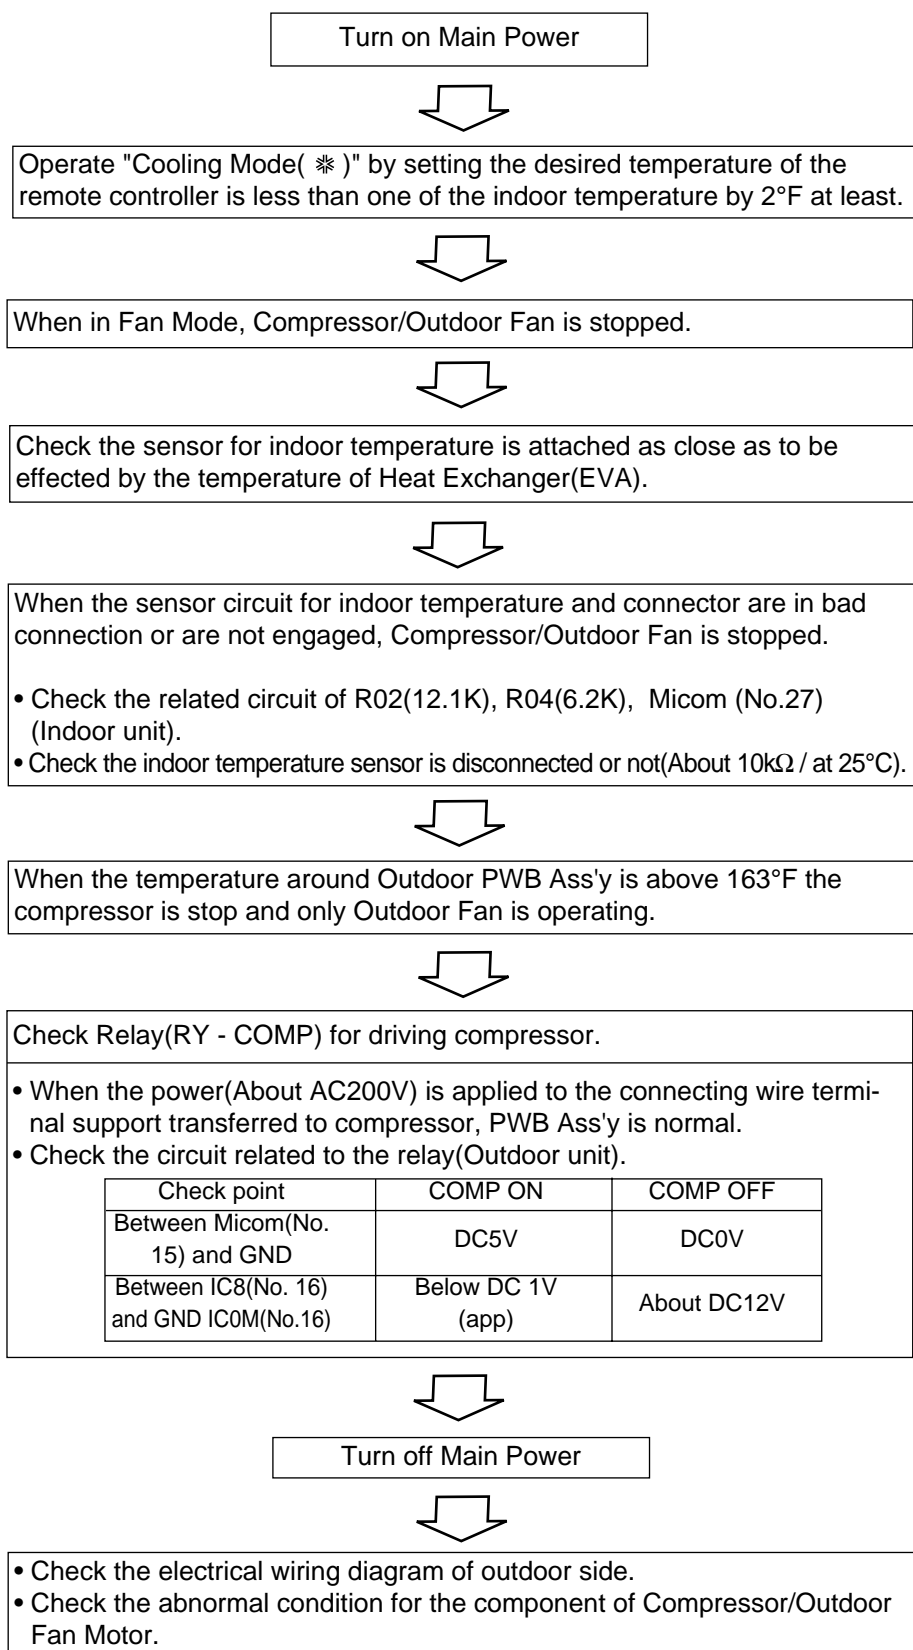 Turn on Main Power
Operate "Cooling Mode( ❋ )" by setting the desired temperature of the
remote controller is less than one of the indoor temperature by 2°F at least.
When in Fan Mode, Compressor/Outdoor Fan is stopped.
Check the sensor for indoor temperature is attached as close as to be
effected by the temperature of Heat Exchanger(EVA).
When the sensor circuit for indoor temperature and connector are in bad
connection or are not engaged, Compressor/Outdoor Fan is stopped.
• Check the related circuit of R02(12.1K), R04(6.2K), Micom (No.27)
(Indoor unit).
• Check the indoor temperature sensor is disconnected or not(About 10kΩ / at 25°C).
When the temperature around Outdoor PWB Ass'y is above 163°F the
compressor is stop and only Outdoor Fan is operating.
Check Relay(RY - COMP) for driving compressor.
• When the power(About AC200V) is applied to the connecting wire termi-
nal support transferred to compressor, PWB Ass'y is normal.
• Check the circuit related to the relay(Outdoor unit).
Check point COMP ON COMP OFF
Between Micom(No.
15) and GND DC5V DC0V
Between IC8(No. 16) Below DC 1V
and GND IC0M(No.16) (app) About DC12V
Turn off Main Power
• Check the electrical wiring diagram of outdoor side.
• Check the abnormal condition for the component of Compressor/Outdoor
Fan Motor.